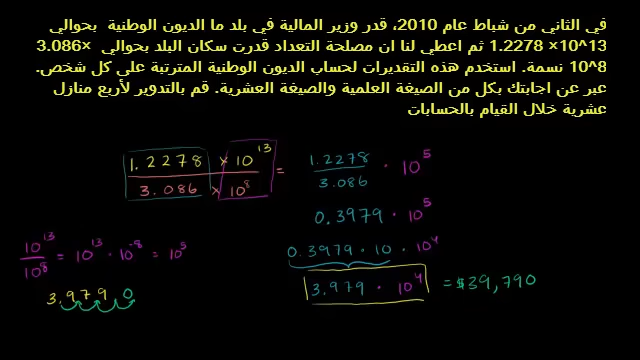 في الثاني من شباط عام 2010، قدر وزير المالية في بلد ما الديون الوطنية بحوالي
1.2278 ×10^13 ثم اعطي لنا ان مصلحة التعداد قدرت سكان البلد بحوالي 3.086×
10^8 نسمة. استخدم هذه التقديرات لحساب الديون الوطنية المترتبة على كل شخص.
عبر عن اجابتك بكل من الصيغة العلمية والصيغة العشرية. قم بالتدوير لأربع منازل
عشرية خلال القيام بالحسابات
1.2278 × 10^13 / 3.086 × 10^8 = 1.2278 / 3.086 · 10^5
0.3979 · 10^5
10^13 / 10^8 = 10^13 · 10^-8 = 10^5
0.3979 · 10 · 10^4
3.979 · 10^4 = $39,790
3.9790